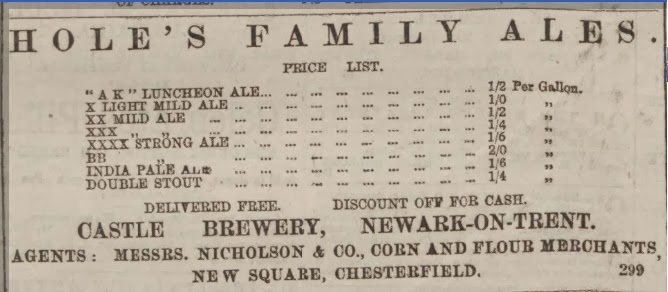 HOLE'S FAMILY ALES.
PRICE LIST.
"AK" LUNCHEON ALE... ... ... ... ... ... ... ... 1/2 Per Gallon.
X LIGHT MILD ALE .. ... ... ... ... ... ... ... ... 1/0 „
XX MILD ALE ... ... ... ... ... ... ... ... ... 1/2 „
XXX „ „ ... ... ... ... ... ... ... ... ... 1/4 „
XXXX STRONG ALE... ... ... ... ... ... ... ... ... 1/6 „
BB „ ... ... ... ... ... ... ... ... ... 2/0 „
INDIA PALE ALE ... ... ... ... ... ... ... ... ... 1/6 „
DOUBLE STOUT ... ... ... ... ... ... ... ... ... 1/4 „
DELIVERED FREE. DISCOUNT OFF FOR CASH.
CASTLE BREWERY, NEWARK-ON-TRENT.
AGENTS: MESSRS. NICHOLSON & CO., CORN AND FLOUR MERCHANTS,
NEW SQUARE, CHESTERFIELD. 299